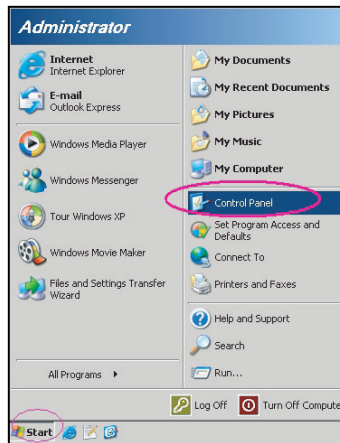 Administrator
Internet
Internet Explorer
E-mail
Outlook Express
Windows Media Player
Windows Messenger
Tour Windows XP
Windows Movie Maker
Files and Settings Transfer
Wizard
All Programs
My Documents
My Recent Documents
My Pictures
My Music
My Computer
Control Panel
Set Program Access and
Defaults
Connect To
Printers and Faxes
Help and Support
Search
Run...
Log Off
Turn Off Compute
Start